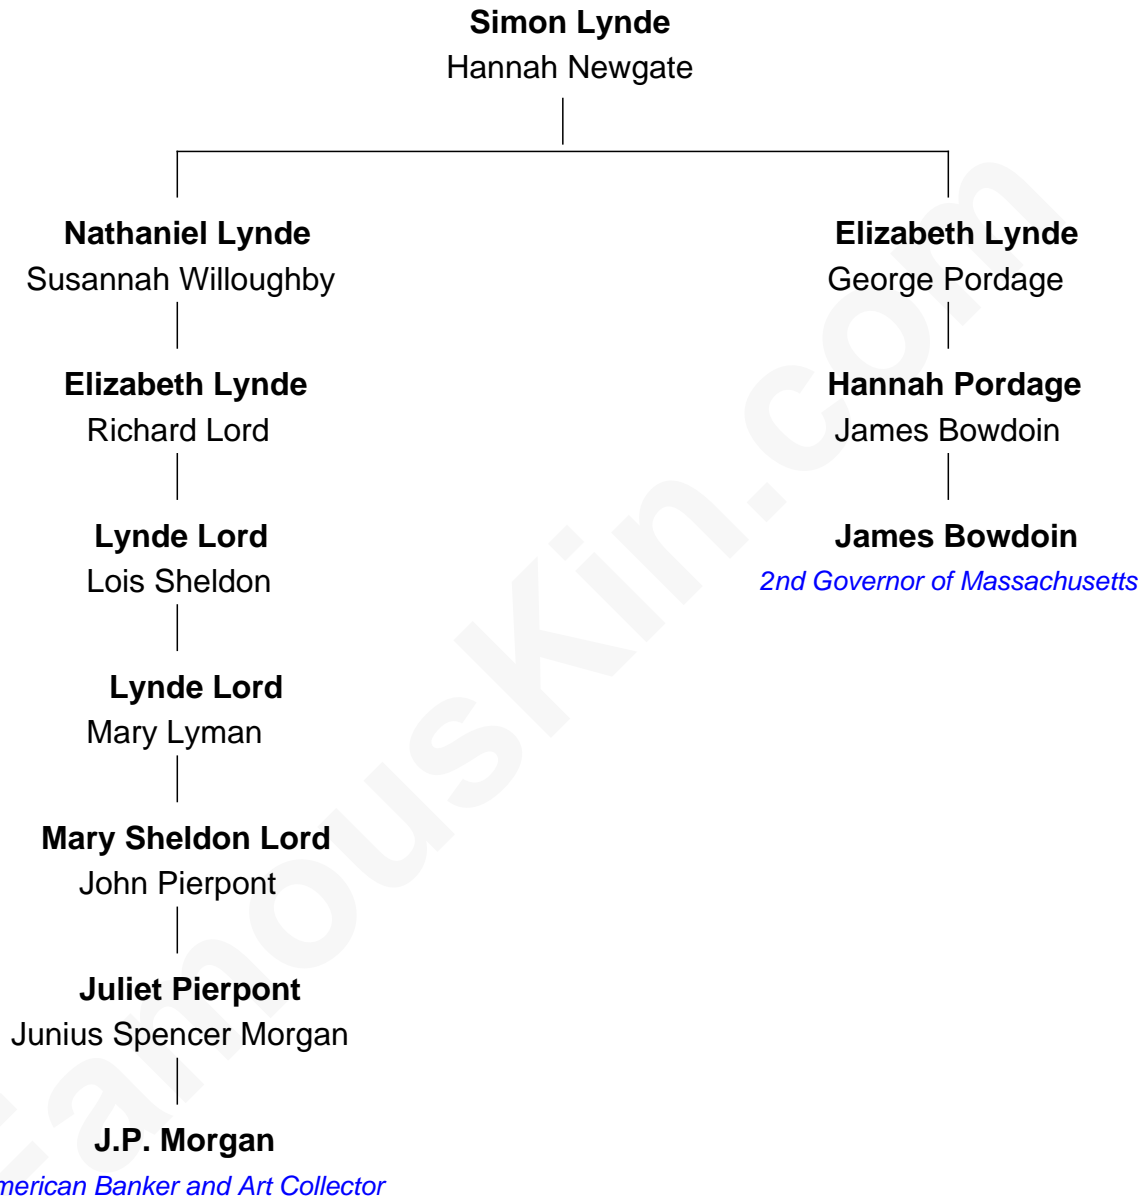 Simon Lynde
Hannah Newgate
Nathaniel Lynde
Susannah Willoughby
Elizabeth Lynde
George Pordage
Elizabeth Lynde
Richard Lord
Hannah Pordage
James Bowdoin
Lynde Lord
Lois Sheldon
James Bowdoin
2nd Governor of Massachusetts
Lynde Lord
Mary Lyman
Mary Sheldon Lord
John Pierpont
Juliet Pierpont
Junius Spencer Morgan
J.P. Morgan
merican Banker and Art Collector
FamousKin.com